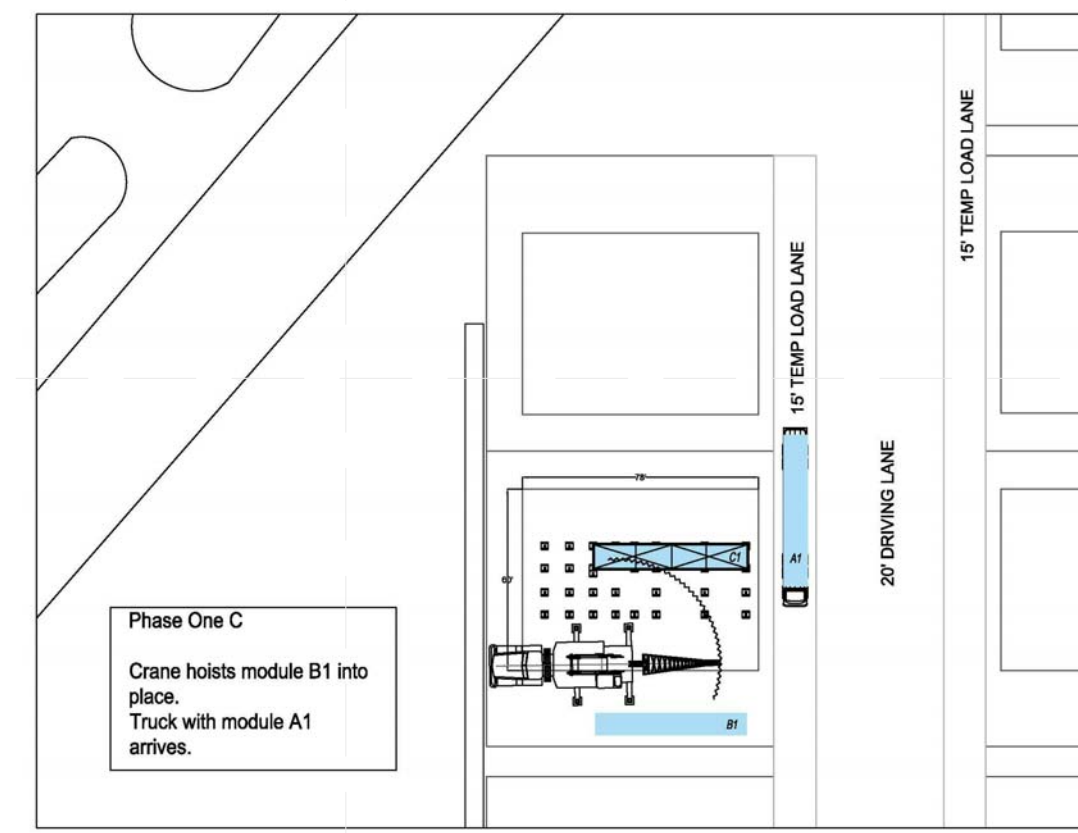 15' TEMP LOAD LANE
15' TEMP LOAD LANE
20' DRIVING LANE
78'
60'
C1
A1
B1
Phase One C
Crane hoists module B1 into
place.
Truck with module A1
arrives.